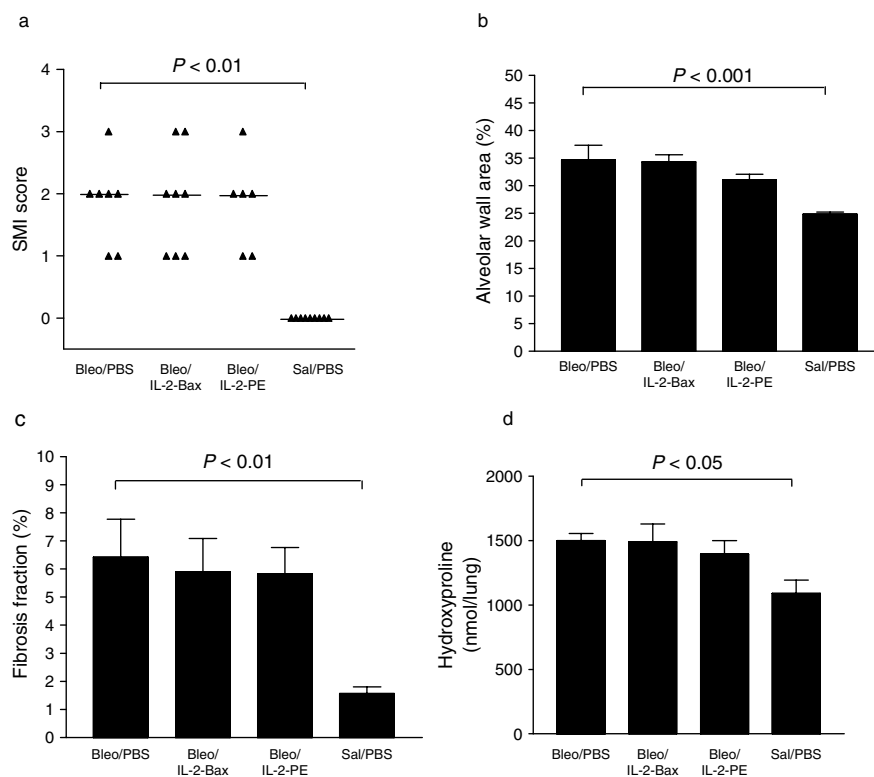 a
P < 0.01
4
3
2
1
0
SMI score
Bleo/PBS
Bleo/
IL-2-Bax
Bleo/
IL-2-PE
Sal/PBS
b
P < 0.001
50
45
40
35
30
25
20
15
10
5
0
Alveolar wall area (%)
Bleo/PBS
Bleo/
IL-2-Bax
Bleo/
IL-2-PE
Sal/PBS
c
P < 0.01
10
9
8
7
6
5
4
3
2
1
0
Fibrosis fraction (%)
Bleo/PBS
Bleo/
IL-2-Bax
Bleo/
IL-2-PE
Sal/PBS
d
P < 0.05
2000
1500
1000
500
0
Hydroxyproline
(nmol/lung)
Bleo/PBS
Bleo/
IL-2-Bax
Bleo/
IL-2-PE
Sal/PBS